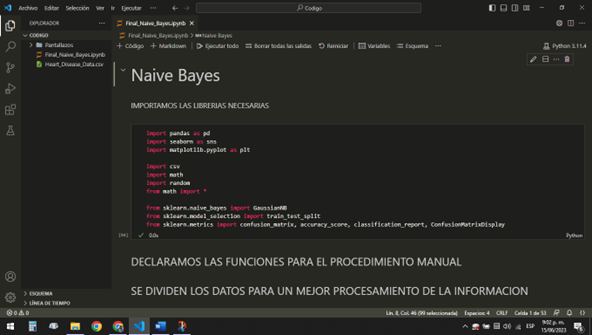 Archivo Editar Selección Ver Ir Ejecutar ··· Codigo
EXPLORADOR ···
Final_Naive_Bayes.ipynb
CODIGO
Final_Naive_Bayes.ipynb > Naive Bayes
Pantallazos
+ Código + Markdown Ejecutar todo Borrar todas las salidas Reiniciar Variables Esquema ··· Python 3.11.4
Final_Naive_Bayes.ipynb
Heart_Disease_Data.csv
Naive Bayes
IMPORTAMOS LAS LIBRERIAS NECESARIAS
import pandas as pd
import seaborn as sns
import matplotlib.pyplot as plt
import csv
import math
import random
from math import *
from sklearn.naive_bayes import GaussianNB
from sklearn.model_selection import train_test_split
from sklearn.metrics import confusion_matrix, accuracy_score, classification_report, ConfusionMatrixDisplay
0.0s Python
DECLARAMOS LAS FUNCIONES PARA EL PROCEDIMIENTO MANUAL
SE DIVIDEN LOS DATOS PARA UN MEJOR PROCESAMIENTO DE LA INFORMACION
ESQUEMA
LÍNEA DE TIEMPO
0 0 Lín. 8, Col. 46 (99 seleccionada) Espacios: 4 CRLF Celda 1 de 53
ESP 9:02 p. m.
15/06/2023